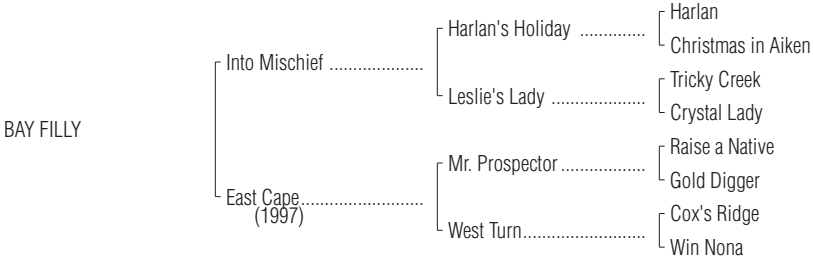 Harlan
Harlan's Holiday ..............
Christmas in Aiken
Into Mischief ....................
Tricky Creek
Leslie's Lady ....................
Crystal Lady
BAY FILLY
Raise a Native
Mr. Prospector ..................
Gold Digger
East Cape..........................
(1997)
Cox's Ridge
West Turn..........................
Win Nona